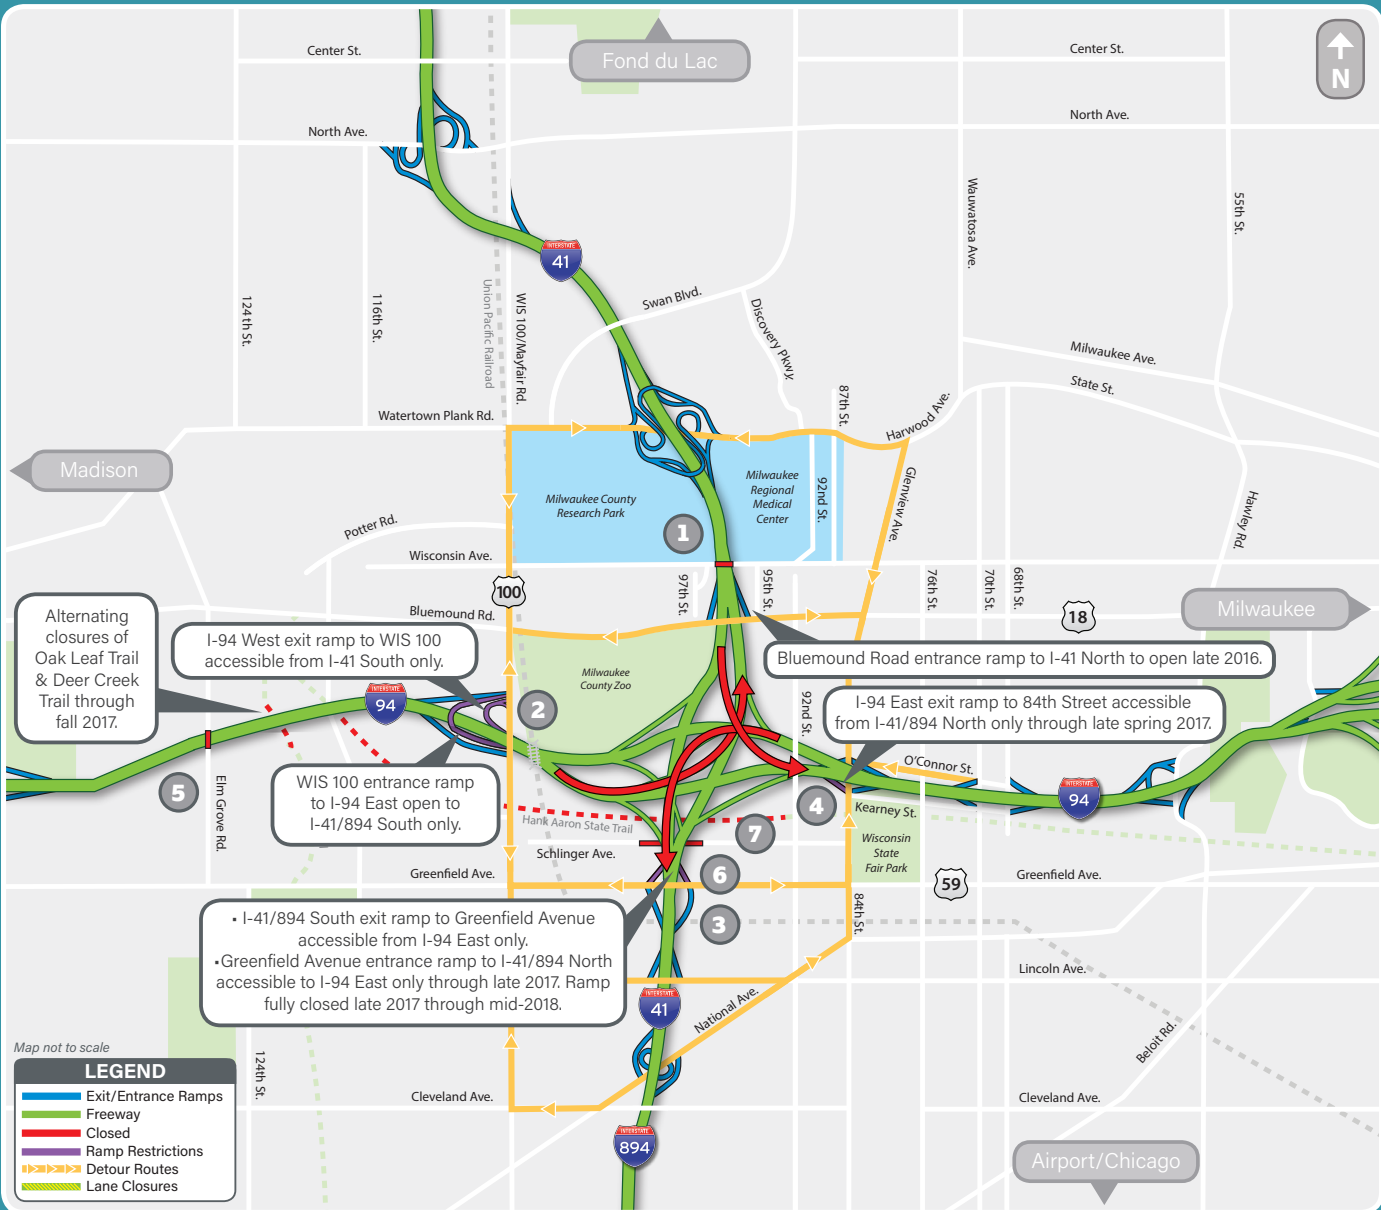 Center St.
Fond du Lac
Center St.
N
North Ave.
North Ave.
Wauwatosa Ave.
55th St.
INTERSTATE
41
124th St.
116th St.
Union Pacific Railroad
WIS 100/Mayfair Rd.
Swan Blvd.
Discovery Pkwy.
Milwaukee Ave.
State St.
87th St.
Harwood Ave.
Watertown Plank Rd.
Madison
Milwaukee County
Research Park
Milwaukee
Regional
Medical
Center
92nd St.
Glenview Ave.
Hawley Rd.
Potter Rd.
1
Wisconsin Ave.
100
97th St.
95th St.
76th St.
70th St.
68th St.
Bluemound Rd.
18
Milwaukee
Alternating
closures of
Oak Leaf Trail
& Deer Creek
Trail through
fall 2017.
I-94 West exit ramp to WIS 100
accessible from I-41 South only.
Milwaukee
County Zoo
Bluemound Road entrance ramp to I-41 North to open late 2016.
INTERSTATE
94
2
92nd St.
I-94 East exit ramp to 84th Street accessible
from I-41/894 North only through late spring 2017.
O'Connor St.
WIS 100 entrance ramp
to I-94 East open to
I-41/894 South only.
5
Elm Grove Rd.
4
Kearney St.
INTERSTATE
94
Hank Aaron State Trail
7
Wisconsin
State
Fair Park
Schlinger Ave.
Greenfield Ave.
6
59
Greenfield Ave.
84th St.
• I-41/894 South exit ramp to Greenfield Avenue
accessible from I-94 East only.
•Greenfield Avenue entrance ramp to I-41/894 North
accessible to I-94 East only through late 2017. Ramp
fully closed late 2017 through mid-2018.
3
Lincoln Ave.
INTERSTATE
41
National Ave.
Beloit Rd.
124th St.
Cleveland Ave.
Cleveland Ave.
INTERSTATE
894
Airport/Chicago
Map not to scale
LEGEND
Exit/Entrance Ramps
Freeway
Closed
Ramp Restrictions
Detour Routes
Lane Closures